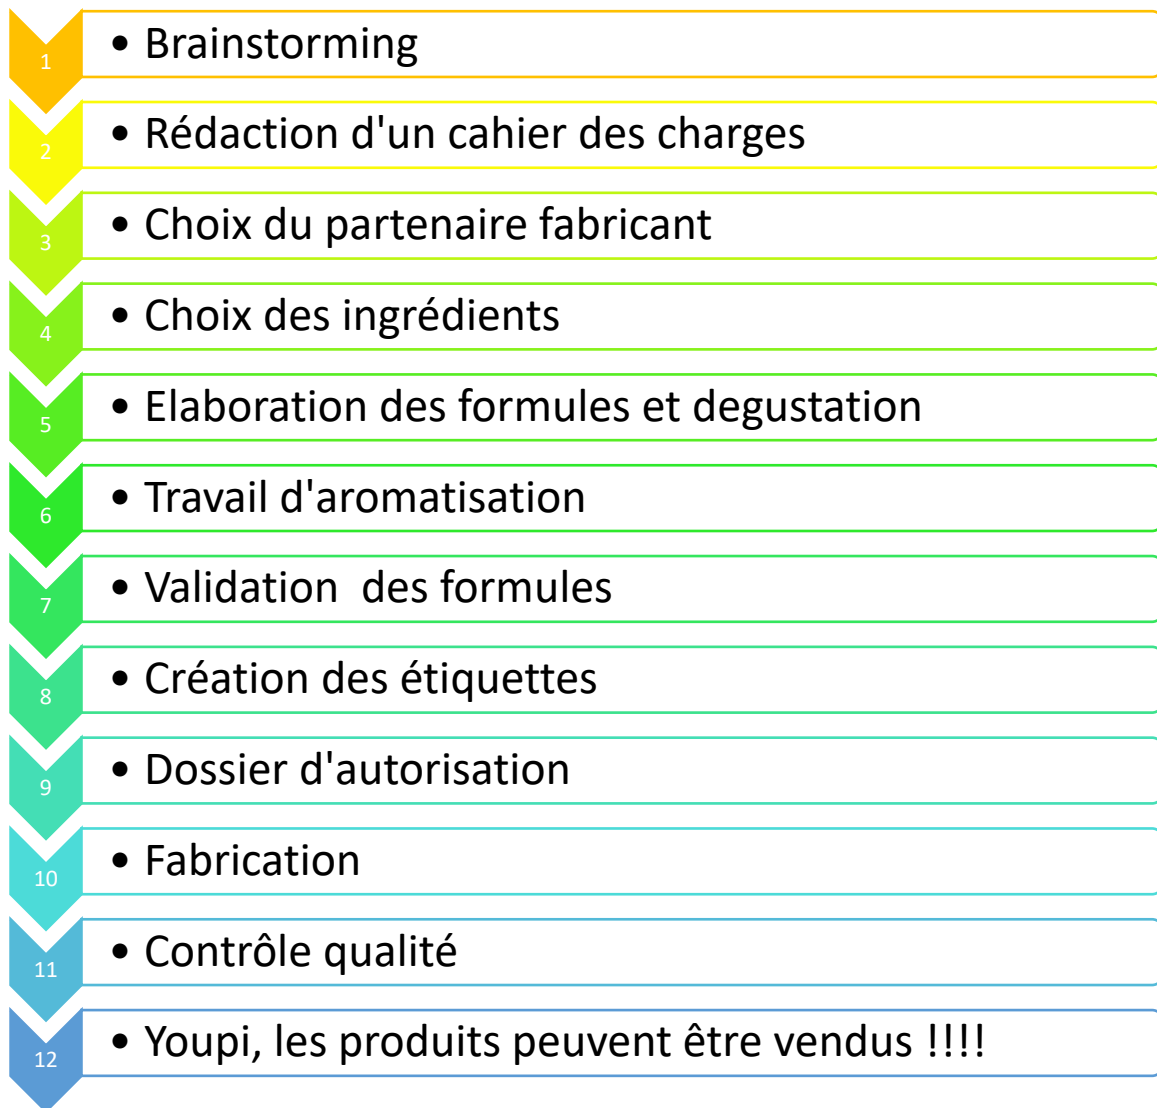 1
• Brainstorming
2
• Rédaction d'un cahier des charges
3
• Choix du partenaire fabricant
4
• Choix des ingrédients
5
• Elaboration des formules et degustation
6
• Travail d'aromatisation
7
• Validation  des formules
8
• Création des étiquettes
9
• Dossier d'autorisation
10
• Fabrication
11
• Contrôle qualité
12
• Youpi, les produits peuvent être vendus !!!!